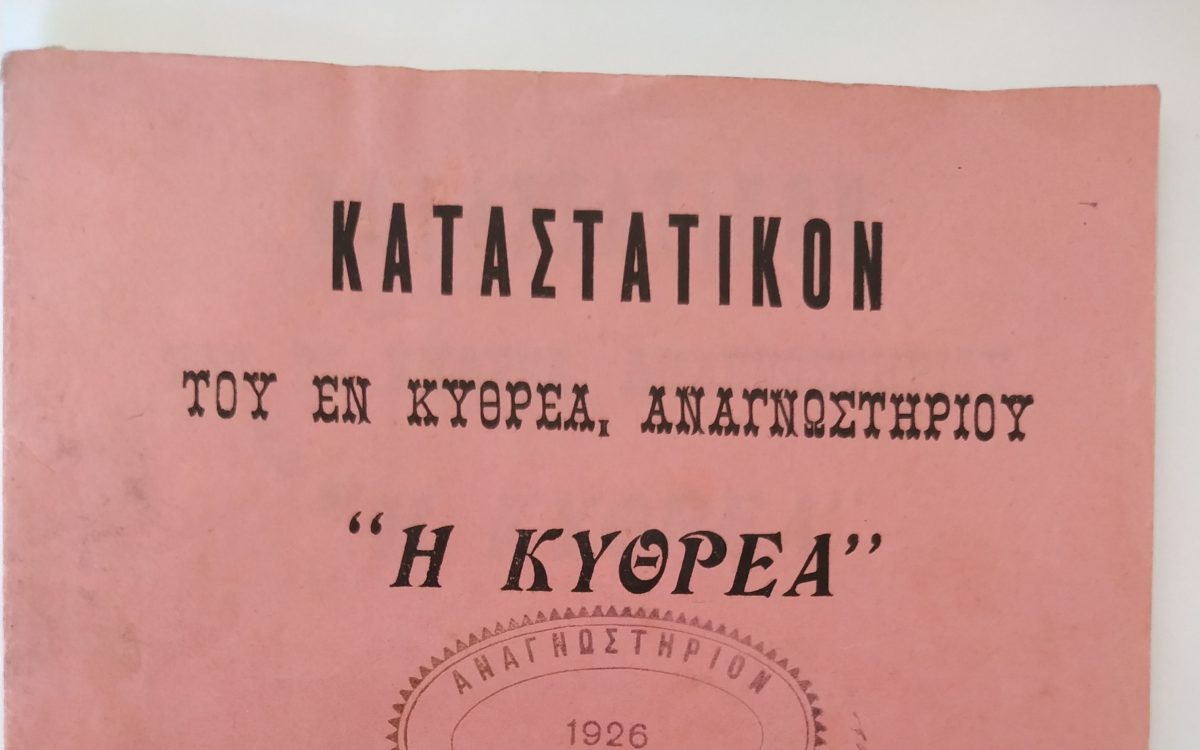 ΚΑΤΑΣΤΑΤΙΚΟΝ
ΤΟΥ ΕΝ ΚΥΘΡΕΑͺ ΑΝΑΓΝΩΣΤΗΡΙΟΥ
“Η ΚΥΘΡΕΑ”
ΑΝΑΓΝΩΣΤΗΡΙΟΝ
1926